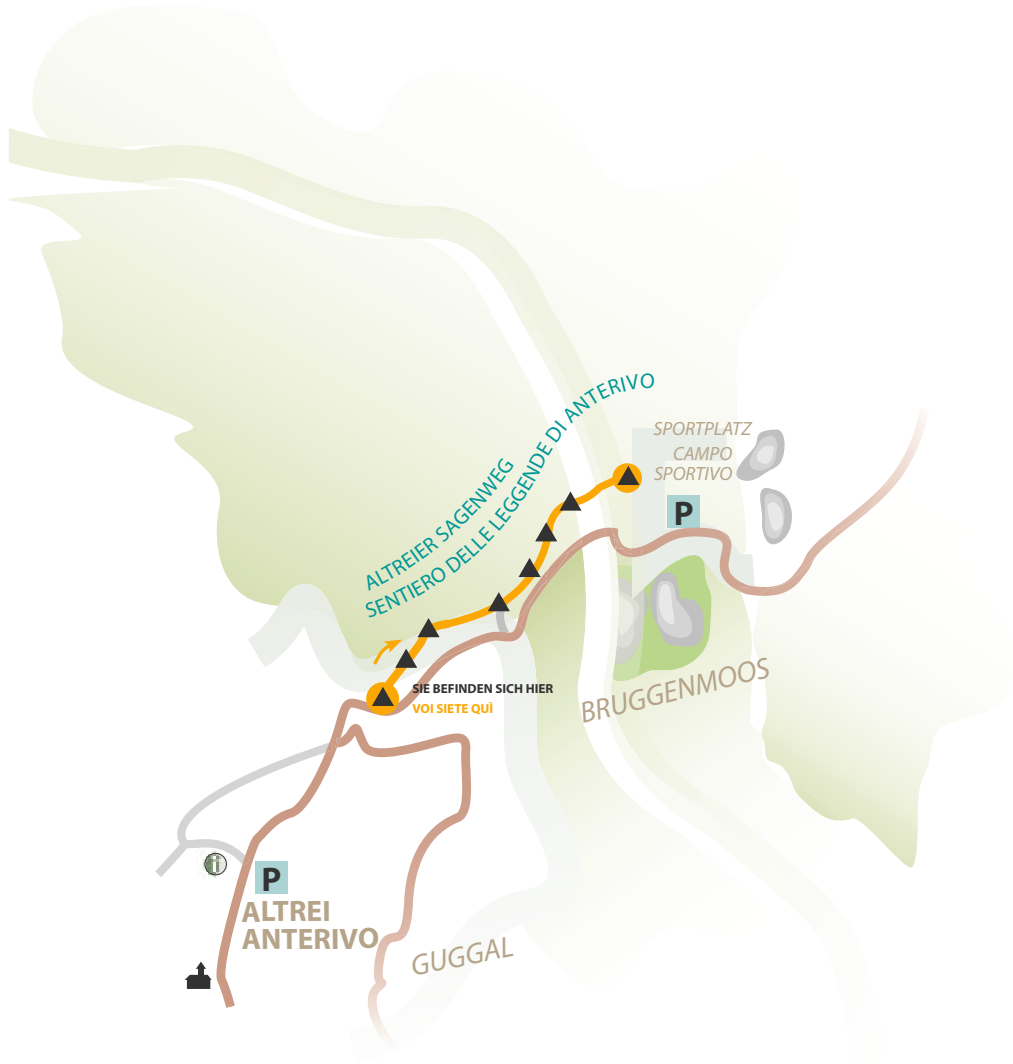 ALTREIER SAGENWEG
SENTIERO DELLE LEGGENDE DI ANTERIVO
SPORTPLATZ
CAMPO
SPORTIVO
P
BRUGGENMOOS
SIE BEFINDEN SICH HIER
VOI SIETE QUÌ
i
P
ALTREI
ANTERIVO
GUGGAL